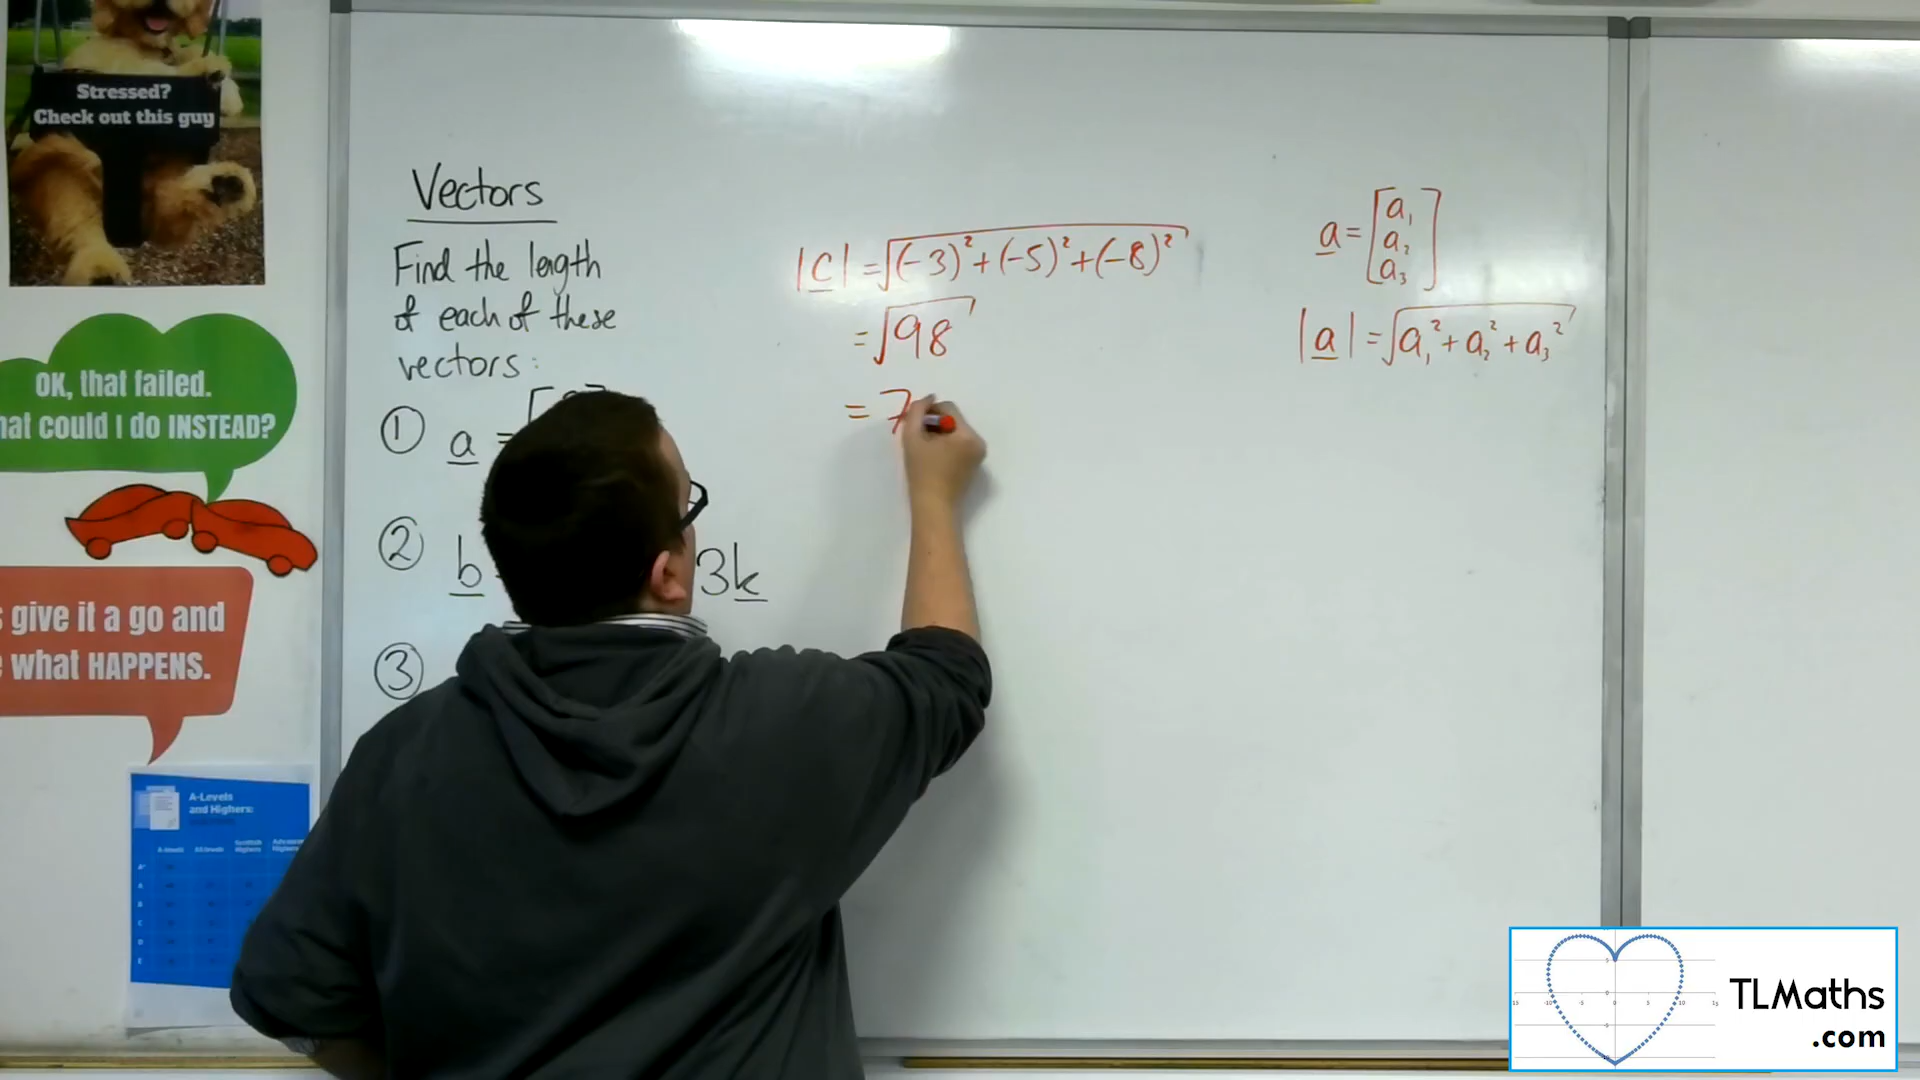 Stressed?
Check out this guy
OK, that failed.
hat could I do INSTEAD?
give it a go and
what HAPPENS.
A-Levels
and Highers:
Vectors
Find the length
of each of these
vectors:
① a =
② b 3k
③
|c| = √(-3)² + (-5)² + (-8)²
= √98
= 7
a = [a₁
a₂
a₃]
|a| = √a₁² + a₂² + a₃²
TLMaths
.com